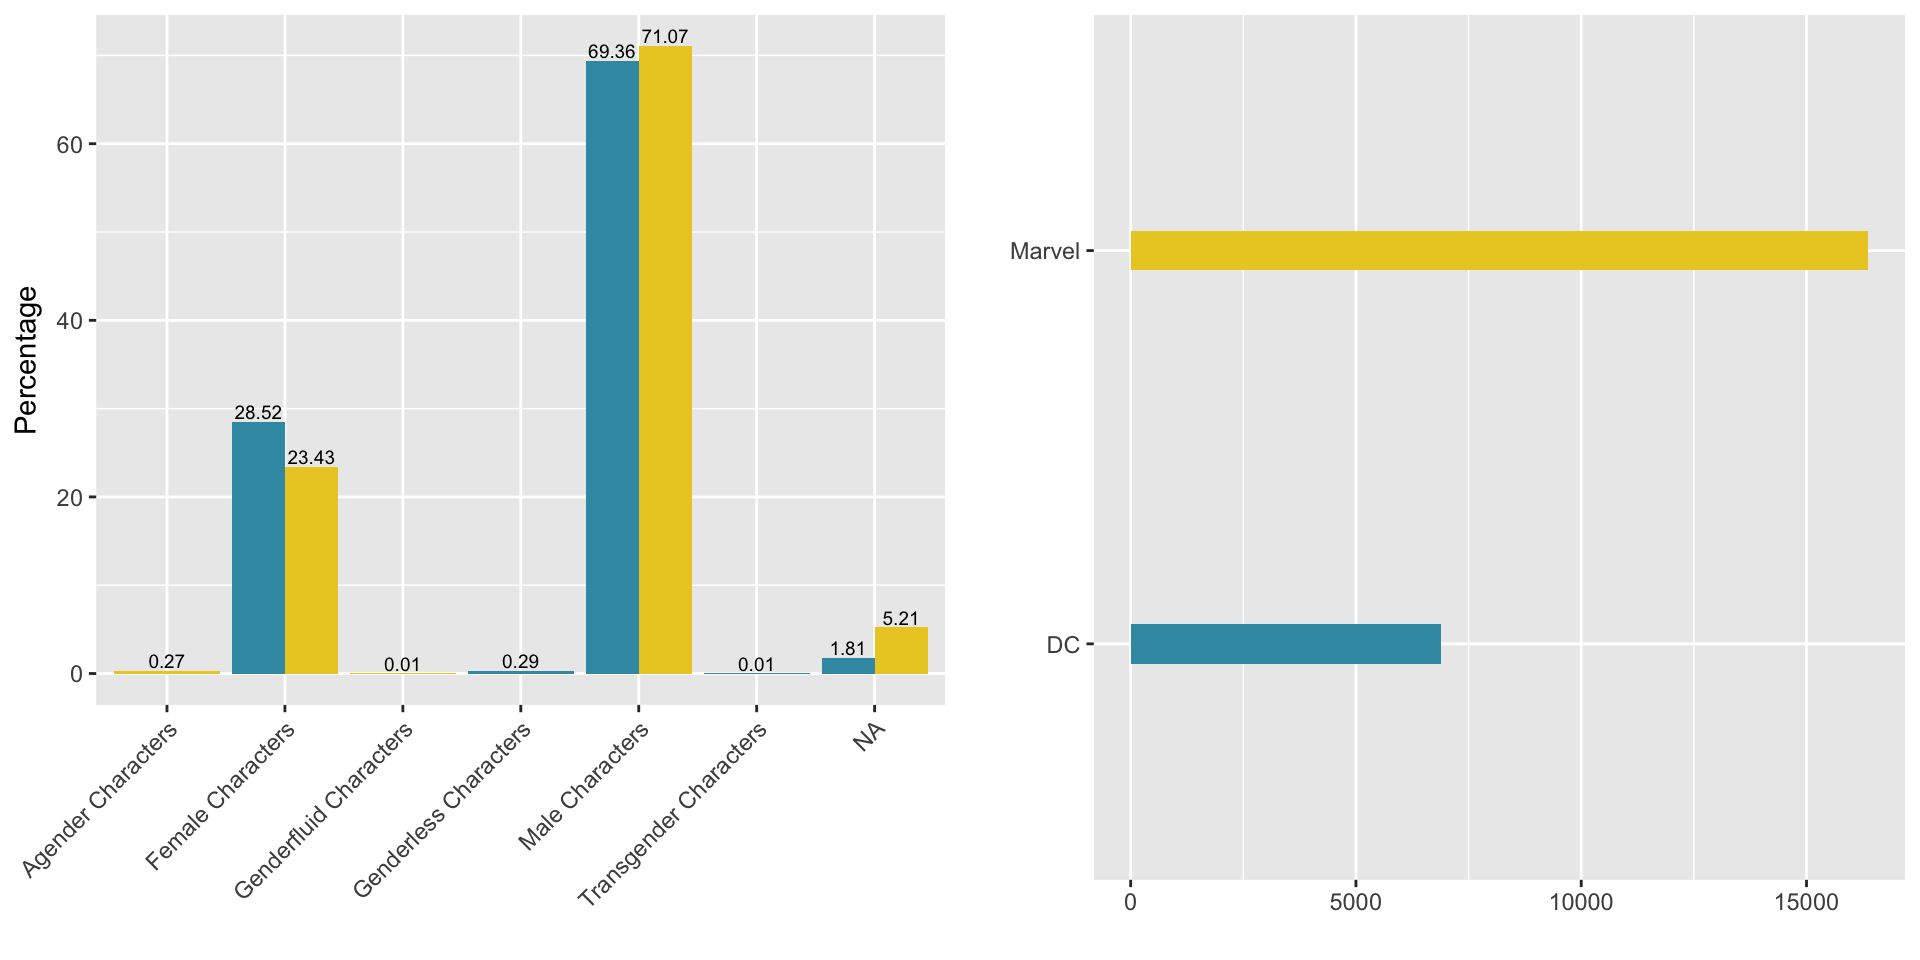 Percentage
60
40
20
0
0.27
28.52
23.43
0.01
0.29
69.36
71.07
0.01
1.81
5.21
Agender Characters
Female Characters
Genderfluid Characters
Genderless Characters
Male Characters
Transgender Characters
NA
Marvel
DC
0
5000
10000
15000